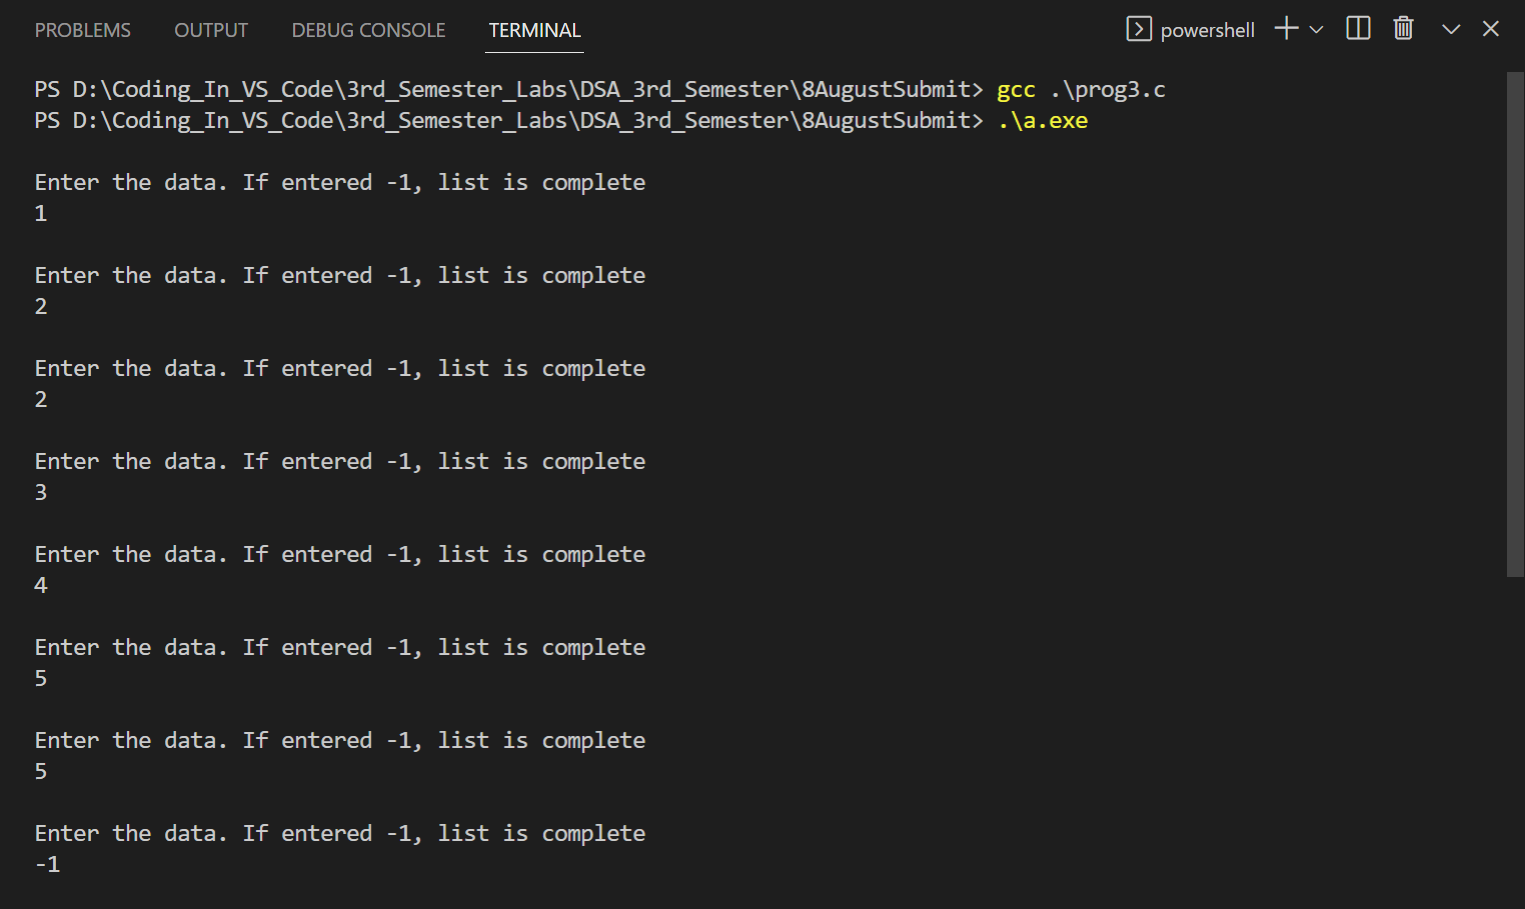 PROBLEMS OUTPUT DEBUG CONSOLE TERMINAL powershell
PS D:\Coding_In_VS_Code\3rd_Semester_Labs\DSA_3rd_Semester\8AugustSubmit> gcc .\prog3.c
PS D:\Coding_In_VS_Code\3rd_Semester_Labs\DSA_3rd_Semester\8AugustSubmit> .\a.exe
Enter the data. If entered -1, list is complete
1
Enter the data. If entered -1, list is complete
2
Enter the data. If entered -1, list is complete
2
Enter the data. If entered -1, list is complete
3
Enter the data. If entered -1, list is complete
4
Enter the data. If entered -1, list is complete
5
Enter the data. If entered -1, list is complete
5
Enter the data. If entered -1, list is complete
-1